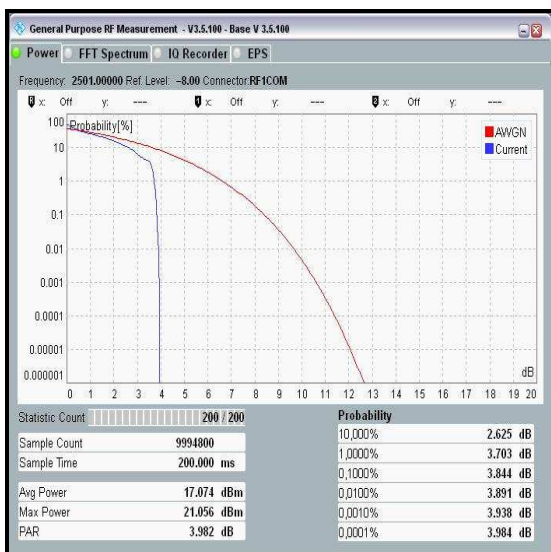 General Purpose RF Measurement - V3.5.100 - Base V 3.5.100
Power FFT Spectrum IQ Recorder EPS
Frequency: 2501.00000 Ref. Level: -8.00 Connector: RF1COM
x: Off y: --- x: Off y: --- x: Off y: ---
Probability[%]
AWGN
Current
100
10
1
0.1
0.01
0.001
0.0001
0.00001
0.000001
dB
0 1 2 3 4 5 6 7 8 9 10 11 12 13 14 15 16 17 18 19 20
Statistic Count 200 / 200
Sample Count 9994800
Sample Time 200.000 ms
Avg Power 17.074 dBm
Max Power 21.056 dBm
PAR 3.982 dB
Probability
10,000% 2.625 dB
1,0000% 3.703 dB
0,1000% 3.844 dB
0,0100% 3.891 dB
0,0010% 3.938 dB
0,0001% 3.984 dB